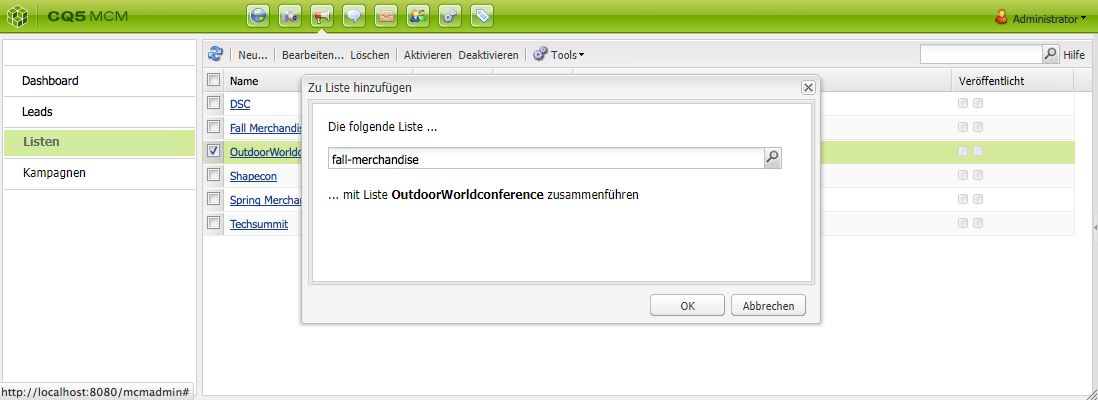 CQ5 MCM
Administrator
Neu... Bearbeiten... Löschen Aktivieren Deaktivieren Tools Hilfe
Dashboard
Leads
Listen
Kampagnen
Name Veröffentlicht
DSC
Fall Merchandis
OutdoorWorldc
Shapecon
Spring Merchan
Techsummit
Zu Liste hinzufügen
Die folgende Liste ...
fall-merchandise
... mit Liste OutdoorWorldconference zusammenführen
OK Abbrechen
http://localhost:8080/mcmadmin#